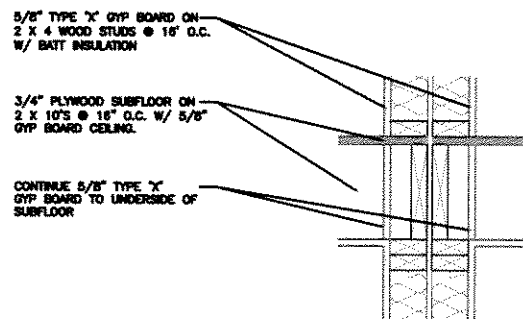 5/8" TYPE "X" GYP BOARD ON
2 X 4 WOOD STUDS @ 16" O.C.
W/ BATT INSULATION
3/4" PLYWOOD SUBFLOOR ON
2 X 10'S @ 16" O.C. W/ 5/8"
GYP BOARD CEILING.
CONTINUE 5/8" TYPE "X"
GYP BOARD TO UNDERSIDE OF
SUBFLOOR